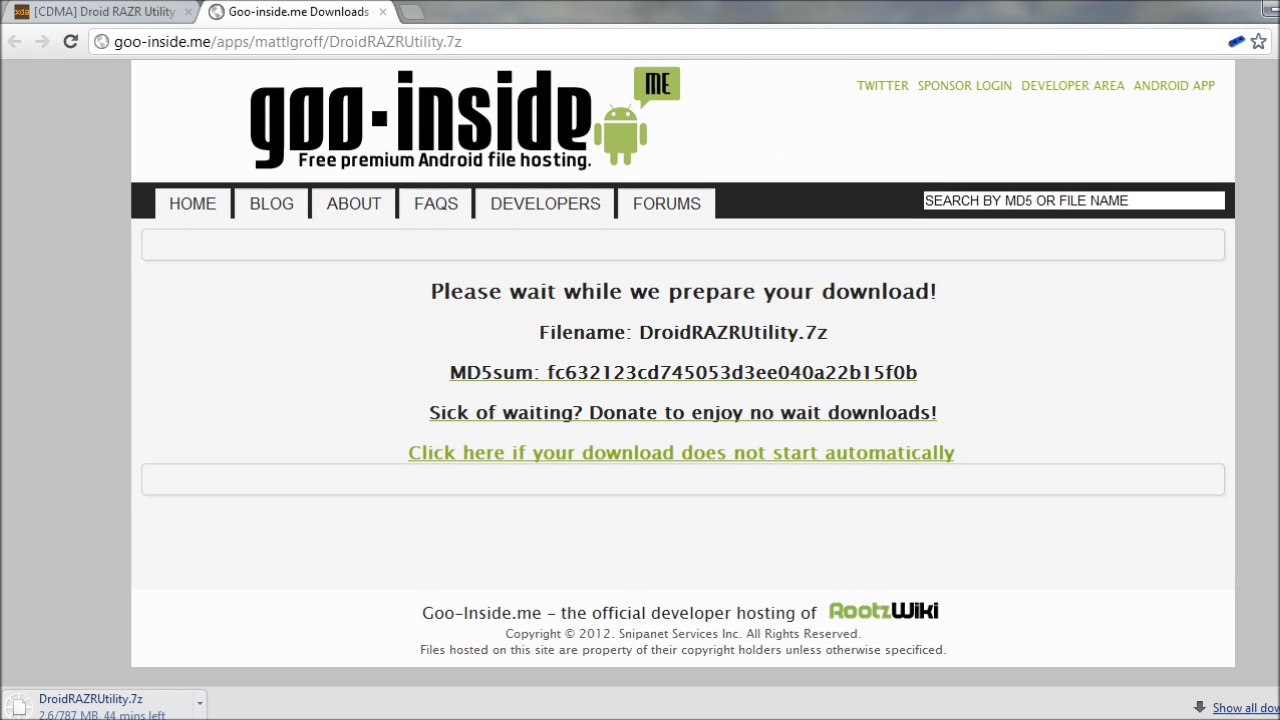 [CDMA] Droid RAZR Utility
Goo-inside.me Downloads
goo-inside.me/apps/mattlgroff/DroidRAZRUtility.7z
goo-inside
ME
Free premium Android file hosting.
TWITTER SPONSOR LOGIN DEVELOPER AREA ANDROID APP
HOME BLOG ABOUT FAQS DEVELOPERS FORUMS
SEARCH BY MD5 OR FILE NAME
Please wait while we prepare your download!
Filename: DroidRAZRUtility.7z
MD5sum: fc632123cd745053d3ee040a22b15f0b
Sick of waiting? Donate to enjoy no wait downloads!
Click here if your download does not start automatically
Goo-Inside.me - the official developer hosting of RootzWiki
Copyright © 2012. Snipanet Services Inc. All Rights Reserved.
Files hosted on this site are property of their copyright holders unless otherwise specificed.
DroidRAZRUtility.7z
2.6/787 MB, 44 mins left
Show all dow